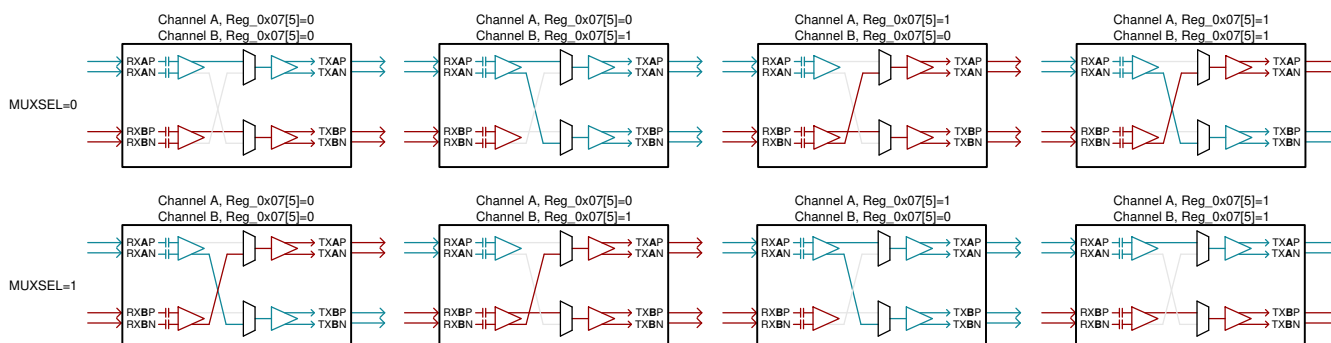 Channel A, Reg_0x07[5]=0
Channel B, Reg_0x07[5]=0
Channel A, Reg_0x07[5]=0
Channel B, Reg_0x07[5]=1
Channel A, Reg_0x07[5]=1
Channel B, Reg_0x07[5]=0
Channel A, Reg_0x07[5]=1
Channel B, Reg_0x07[5]=1
MUXSEL=0
RXAP
RXAN
TXAP
TXAN
RXBP
RXBN
TXBP
TXBN
RXAP
RXAN
TXAP
TXAN
RXBP
RXBN
TXBP
TXBN
RXAP
RXAN
TXAP
TXAN
RXBP
RXBN
TXBP
TXBN
RXAP
RXAN
TXAP
TXAN
RXBP
RXBN
TXBP
TXBN
Channel A, Reg_0x07[5]=0
Channel B, Reg_0x07[5]=0
Channel A, Reg_0x07[5]=0
Channel B, Reg_0x07[5]=1
Channel A, Reg_0x07[5]=1
Channel B, Reg_0x07[5]=0
Channel A, Reg_0x07[5]=1
Channel B, Reg_0x07[5]=1
MUXSEL=1
RXAP
RXAN
TXAP
TXAN
RXBP
RXBN
TXBP
TXBN
RXAP
RXAN
TXAP
TXAN
RXBP
RXBN
TXBP
TXBN
RXAP
RXAN
TXAP
TXAN
RXBP
RXBN
TXBP
TXBN
RXAP
RXAN
TXAP
TXAN
RXBP
RXBN
TXBP
TXBN